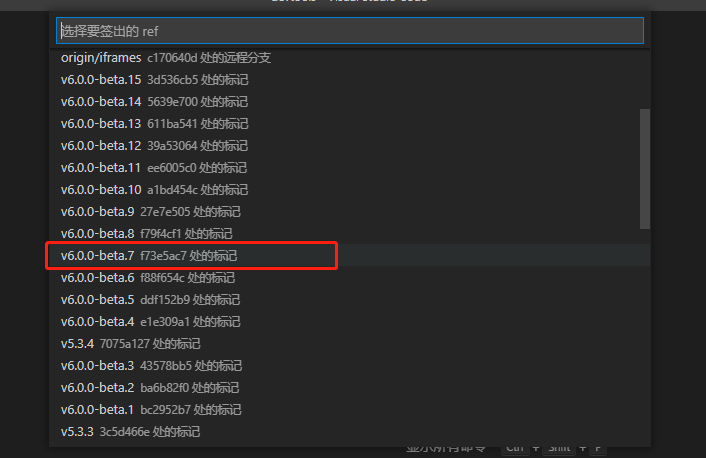 选择要签出的 ref
origin/iframes c170640d 处的远程分支
v6.0.0-beta.15 3d536cb5 处的标记
v6.0.0-beta.14 5639e700 处的标记
v6.0.0-beta.13 611ba541 处的标记
v6.0.0-beta.12 39a53064 处的标记
v6.0.0-beta.11 ee6005c0 处的标记
v6.0.0-beta.10 a1bd454c 处的标记
v6.0.0-beta.9 27e7e505 处的标记
v6.0.0-beta.8 f79f4cf1 处的标记
v6.0.0-beta.7 f73e5ac7 处的标记
v6.0.0-beta.6 f88f654c 处的标记
v6.0.0-beta.5 ddf152b9 处的标记
v6.0.0-beta.4 e1e309a1 处的标记
v5.3.4 7075a127 处的标记
v6.0.0-beta.3 43578bb5 处的标记
v6.0.0-beta.2 ba6b82f0 处的标记
v6.0.0-beta.1 bc2952b7 处的标记
v5.3.3 3c5d466e 处的标记
显示所有命令 Ctrl + Shift + P